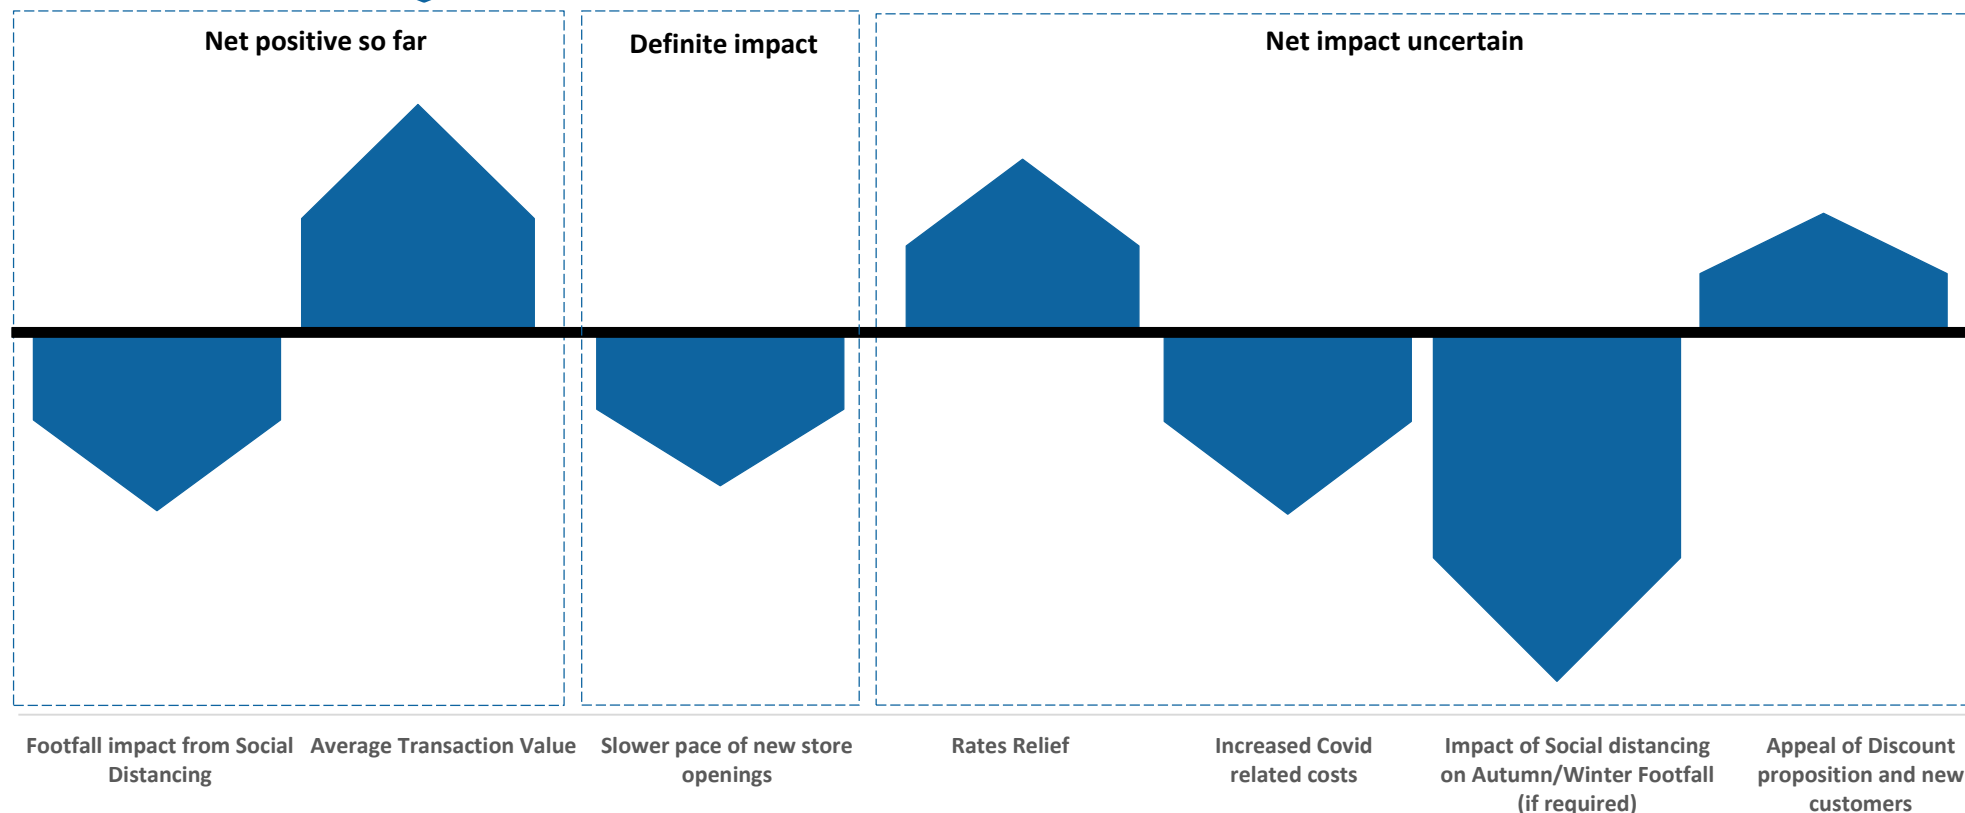 Net positive so far
Definite impact
Net impact uncertain
Footfall impact from Social
Distancing
Average Transaction Value
Slower pace of new store
openings
Rates Relief
Increased Covid
related costs
Impact of Social distancing
on Autumn/Winter Footfall
(if required)
Appeal of Discount
proposition and new
customers